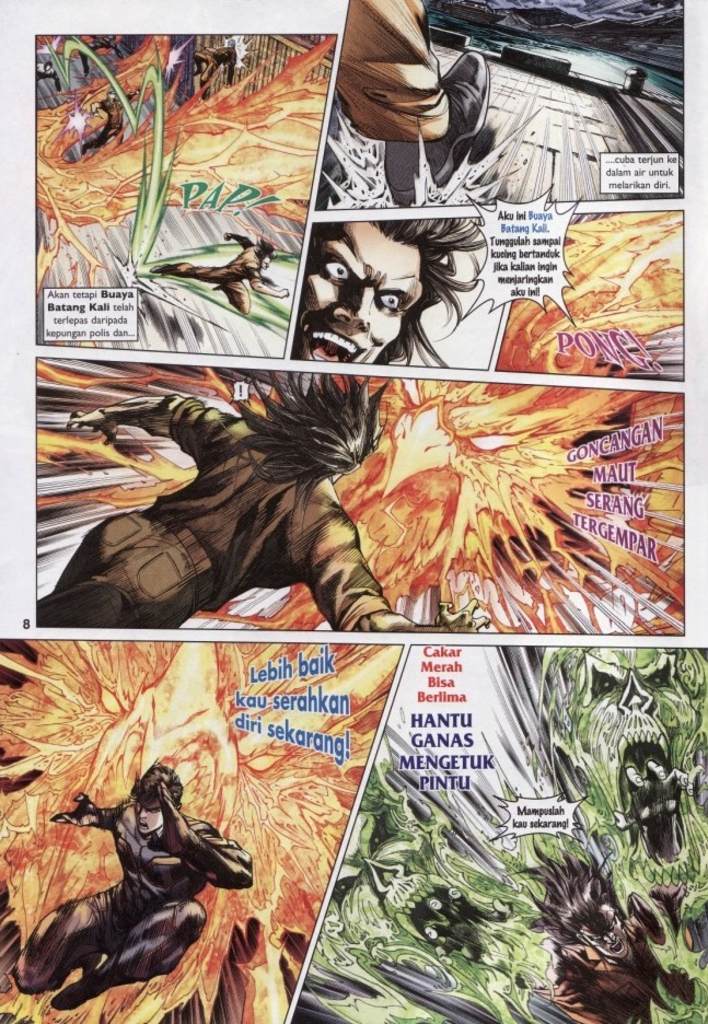 PAP!
Akan tetapi Buaya
Batang Kali telah
terlepas daripada
kepungan polis dan...
....cuba terjun ke
dalam air untuk
melarikan diri.
Aku ini Buaya
Batang Kali.
Tunggulah sampai
kucing bertanduk
jika kalian ingin
menjaringkan
aku ini!
PONG!
!
GONCANGAN
MAUT
SERANG
TERGEMPAR
8
Lebih baik
kau serahkan
diri sekarang!
Cakar
Merah
Bisa
Berlima
HANTU
GANAS
MENGETUK
PINTU
Mampuslah
kau sekarang!